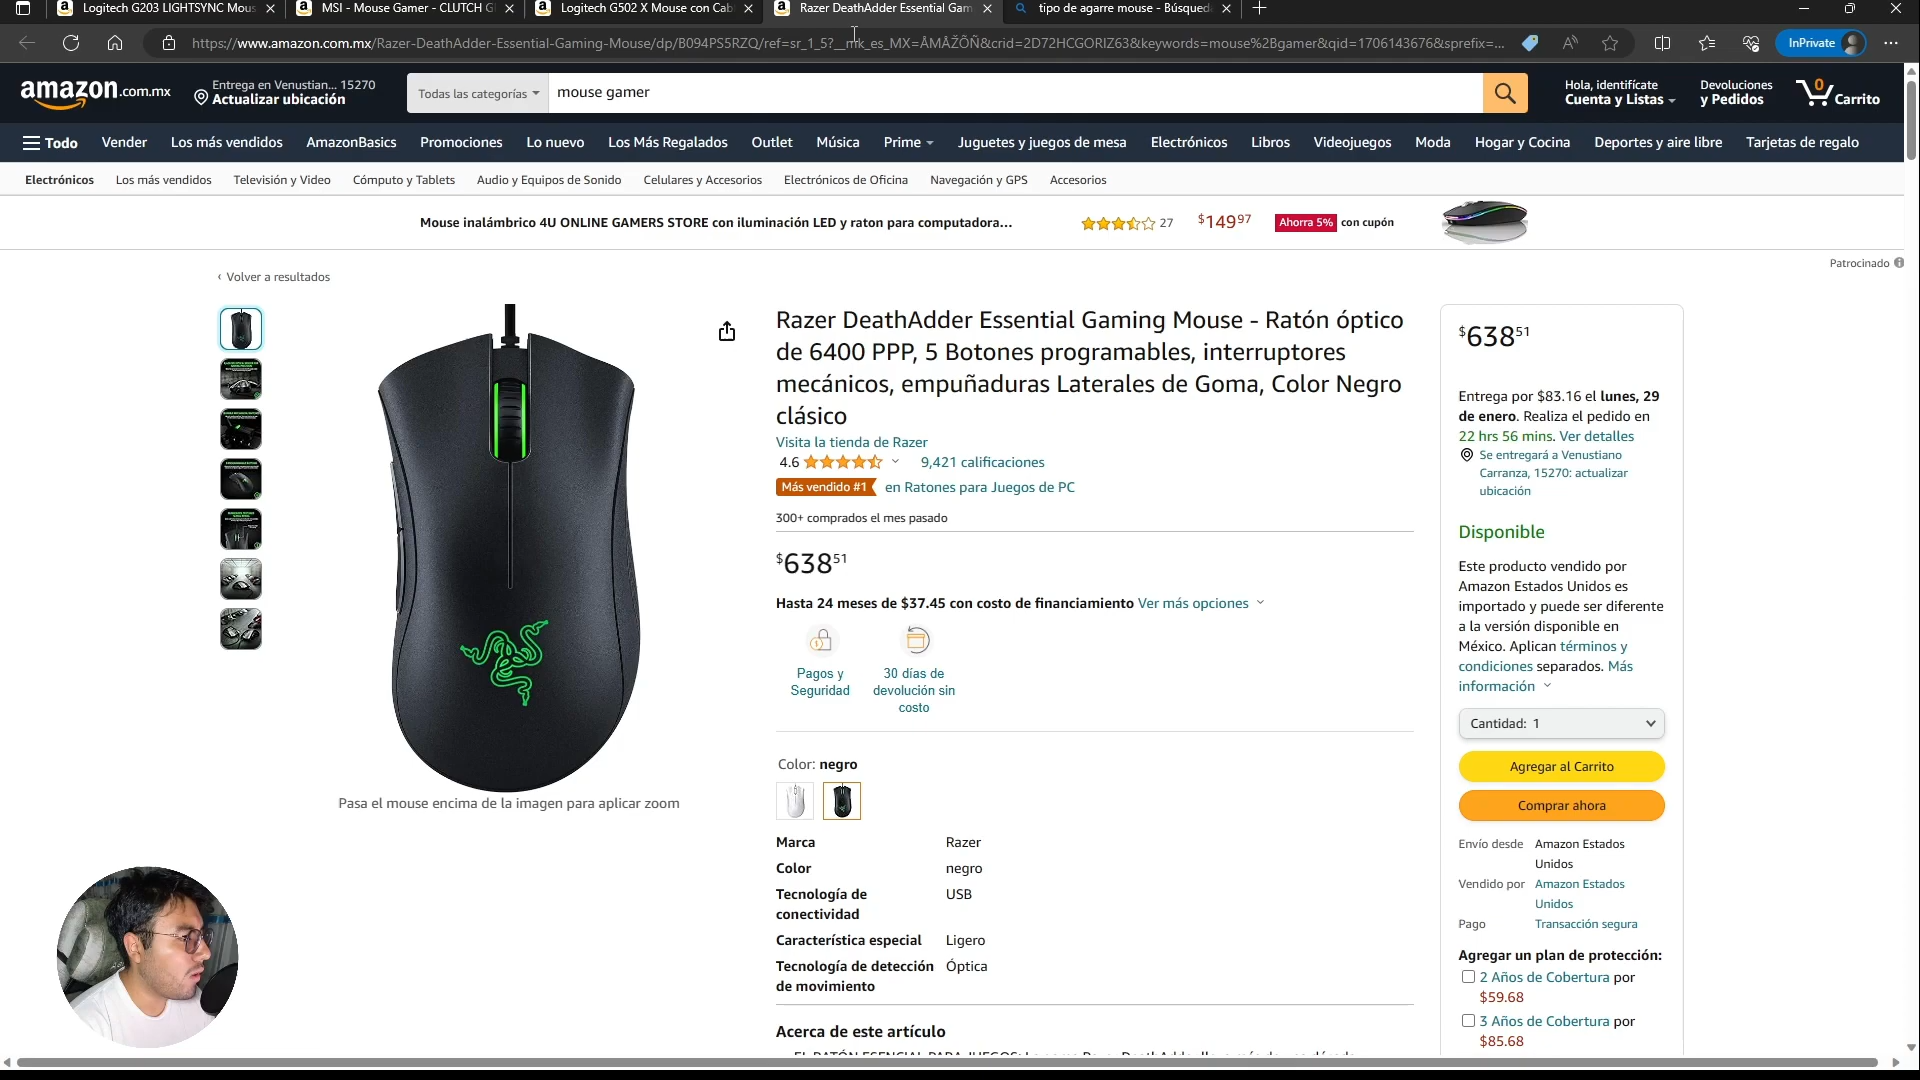 Logitech G203 LIGHTSYNC Mous
MSI - Mouse Gamer - CLUTCH G
Logitech G502 X Mouse con Cab
Razer DeathAdder Essential Gam
tipo de agarre mouse - Búsqued
https://www.amazon.com.mx/Razer-DeathAdder-Essential-Gaming-Mouse/dp/B094PS5RZQ/ref=sr_1_5?__mk_es_MX=ÅMÅŽÕÑ&crid=2D72HCGORIZ63&keywords=mouse%2Bgamer&qid=1706143676&sprefix=...
InPrivate
amazon.com.mx
Entrega en Venustian... 15270
Actualizar ubicación
Todas las categorías
mouse gamer
Hola, identifícate
Cuenta y Listas
Devoluciones
y Pedidos
0
Carrito
Todo Vender Los más vendidos AmazonBasics Promociones Lo nuevo Los Más Regalados Outlet Música Prime Juguetes y juegos de mesa Electrónicos Libros Videojuegos Moda Hogar y Cocina Deportes y aire libre Tarjetas de regalo
Electrónicos Los más vendidos Televisión y Video Cómputo y Tablets Audio y Equipos de Sonido Celulares y Accesorios Electrónicos de Oficina Navegación y GPS Accesorios
Mouse inalámbrico 4U ONLINE GAMERS STORE con iluminación LED y raton para computadora... 27 $14997 Ahorra 5% con cupón
Patrocinado
‹ Volver a resultados
Pasa el mouse encima de la imagen para aplicar zoom
Razer DeathAdder Essential Gaming Mouse - Ratón óptico
de 6400 PPP, 5 Botones programables, interruptores
mecánicos, empuñaduras Laterales de Goma, Color Negro
clásico
Visita la tienda de Razer
4.6 9,421 calificaciones
Más vendido #1 en Ratones para Juegos de PC
300+ comprados el mes pasado
$63851
Hasta 24 meses de $37.45 con costo de financiamiento Ver más opciones
Pagos y
Seguridad
30 días de
devolución sin
costo
Color: negro
Marca Razer
Color negro
Tecnología de
conectividad
USB
Característica especial Ligero
Tecnología de detección
de movimiento
Óptica
Acerca de este artículo
$63851
Entrega por $83.16 el lunes, 29
de enero. Realiza el pedido en
22 hrs 56 mins. Ver detalles
Se entregará a Venustiano
Carranza, 15270: actualizar
ubicación
Disponible
Este producto vendido por
Amazon Estados Unidos es
importado y puede ser diferente
a la versión disponible en
México. Aplican términos y
condiciones separados. Más
información
Cantidad: 1
Agregar al Carrito
Comprar ahora
Envío desde Amazon Estados
Unidos
Vendido por Amazon Estados
Unidos
Pago Transacción segura
Agregar un plan de protección:
2 Años de Cobertura por
$59.68
3 Años de Cobertura por
$85.68